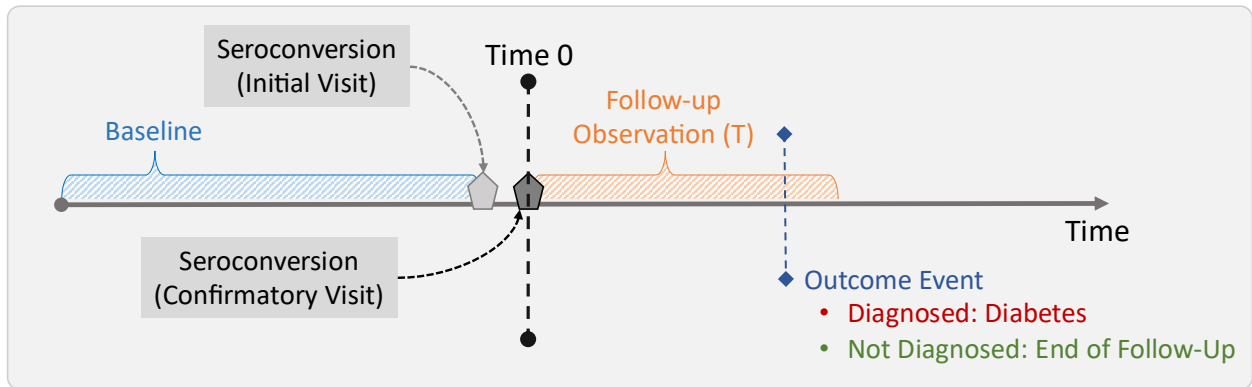 Seroconversion
(Initial Visit)
Time 0
Baseline
Follow-up
Observation (T)
Time
Seroconversion
(Confirmatory Visit)
Outcome Event
• Diagnosed: Diabetes
• Not Diagnosed: End of Follow-Up